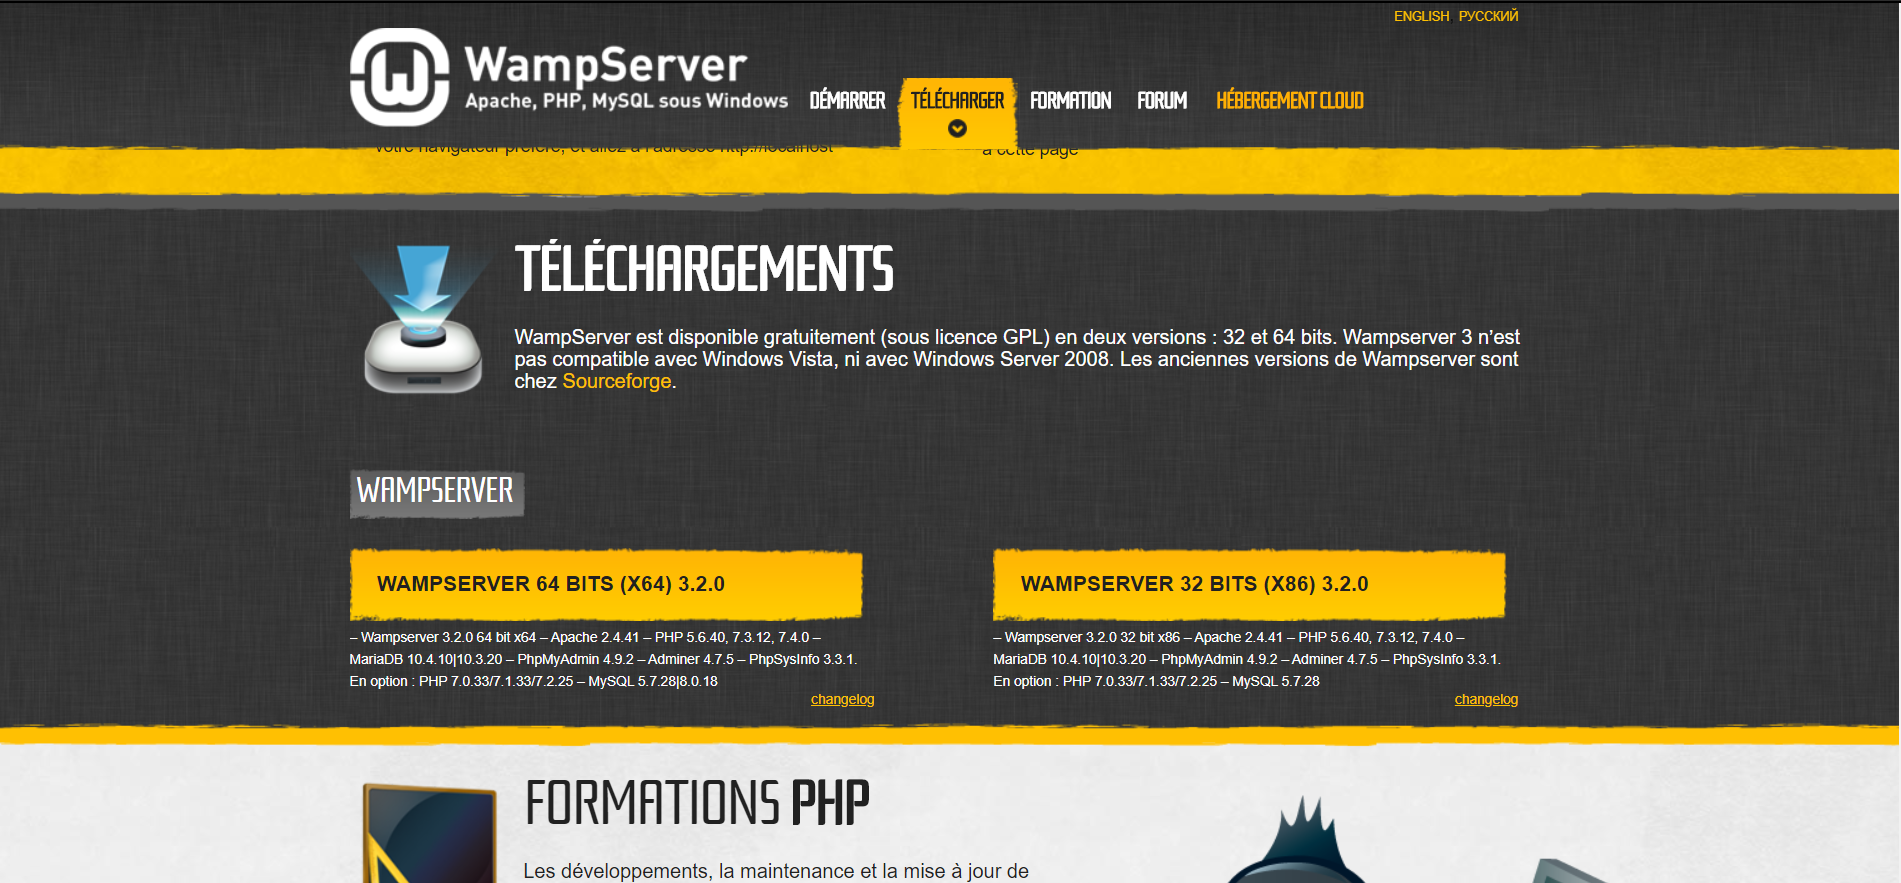 ENGLISH РУССКИЙ
WampServer
Apache, PHP, MySQL sous Windows
DÉMARRER
TÉLÉCHARGER
FORMATION
FORUM
HÉBERGEMENT CLOUD
votre navigateur préféré, et allez à l'adresse http://localhost
à cette page
TÉLÉCHARGEMENTS
WampServer est disponible gratuitement (sous licence GPL) en deux versions : 32 et 64 bits. Wampserver 3 n’est
pas compatible avec Windows Vista, ni avec Windows Server 2008. Les anciennes versions de Wampserver sont
chez Sourceforge.
WAMPSERVER
WAMPSERVER 64 BITS (X64) 3.2.0
– Wampserver 3.2.0 64 bit x64 – Apache 2.4.41 – PHP 5.6.40, 7.3.12, 7.4.0 –
MariaDB 10.4.10|10.3.20 – PhpMyAdmin 4.9.2 – Adminer 4.7.5 – PhpSysInfo 3.3.1.
En option : PHP 7.0.33/7.1.33/7.2.25 – MySQL 5.7.28|8.0.18
changelog
WAMPSERVER 32 BITS (X86) 3.2.0
– Wampserver 3.2.0 32 bit x86 – Apache 2.4.41 – PHP 5.6.40, 7.3.12, 7.4.0 –
MariaDB 10.4.10|10.3.20 – PhpMyAdmin 4.9.2 – Adminer 4.7.5 – PhpSysInfo 3.3.1.
En option : PHP 7.0.33/7.1.33/7.2.25 – MySQL 5.7.28
changelog
FORMATIONS PHP
Les développements, la maintenance et la mise à jour de